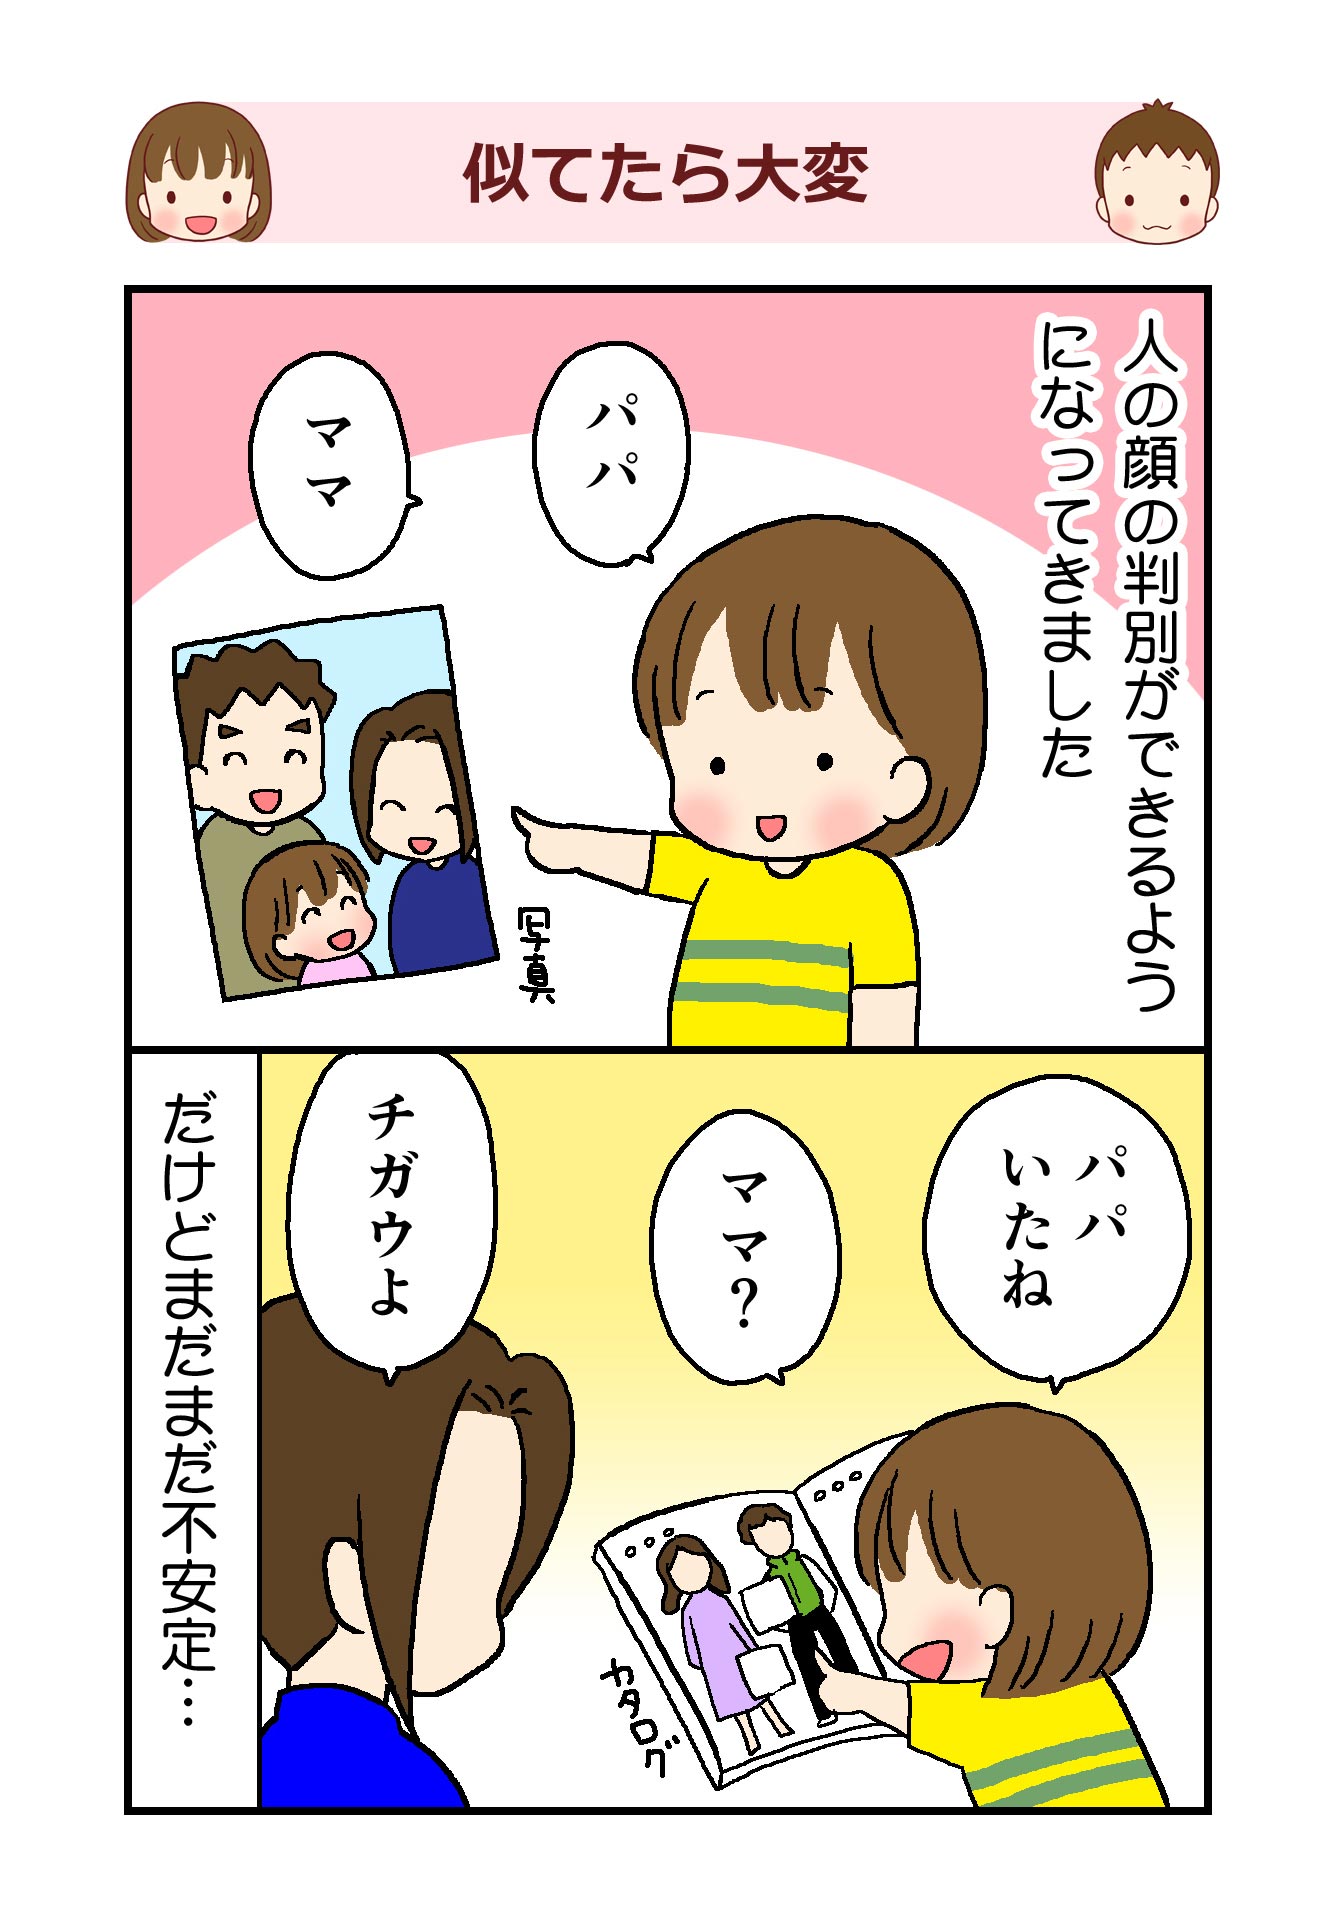 似てたら大変
人の顔の判別ができるよう
になってきました
パパ
ママ
写真
パパ
いたね
ママ？
カタログ
チガウよ
だけどまだまだ不安定…